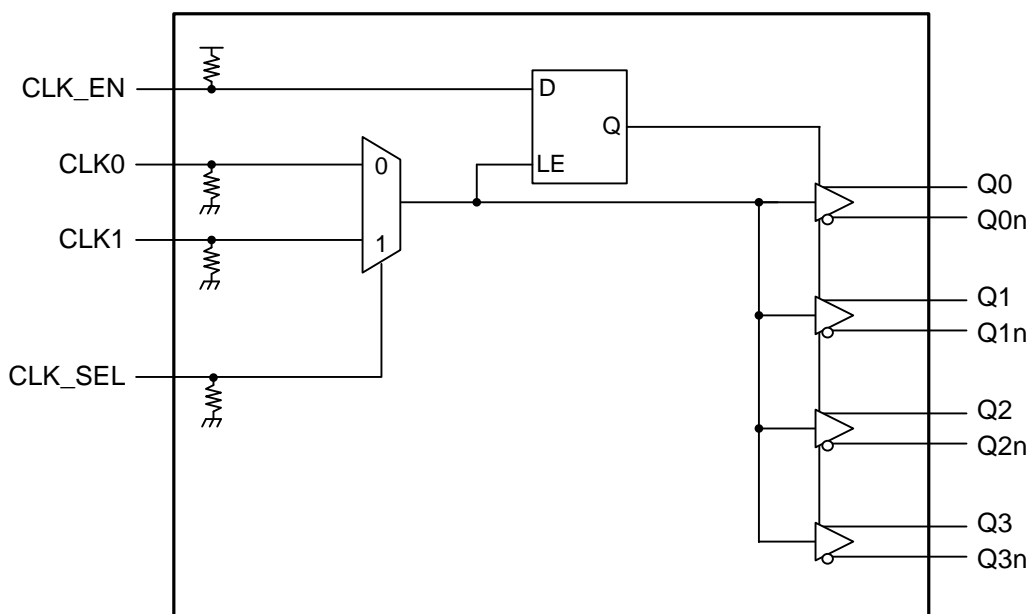 CLK_EN
D
Q
CLK0
0
LE
Q0
Q0n
CLK1
1
Q1
Q1n
CLK_SEL
Q2
Q2n
Q3
Q3n